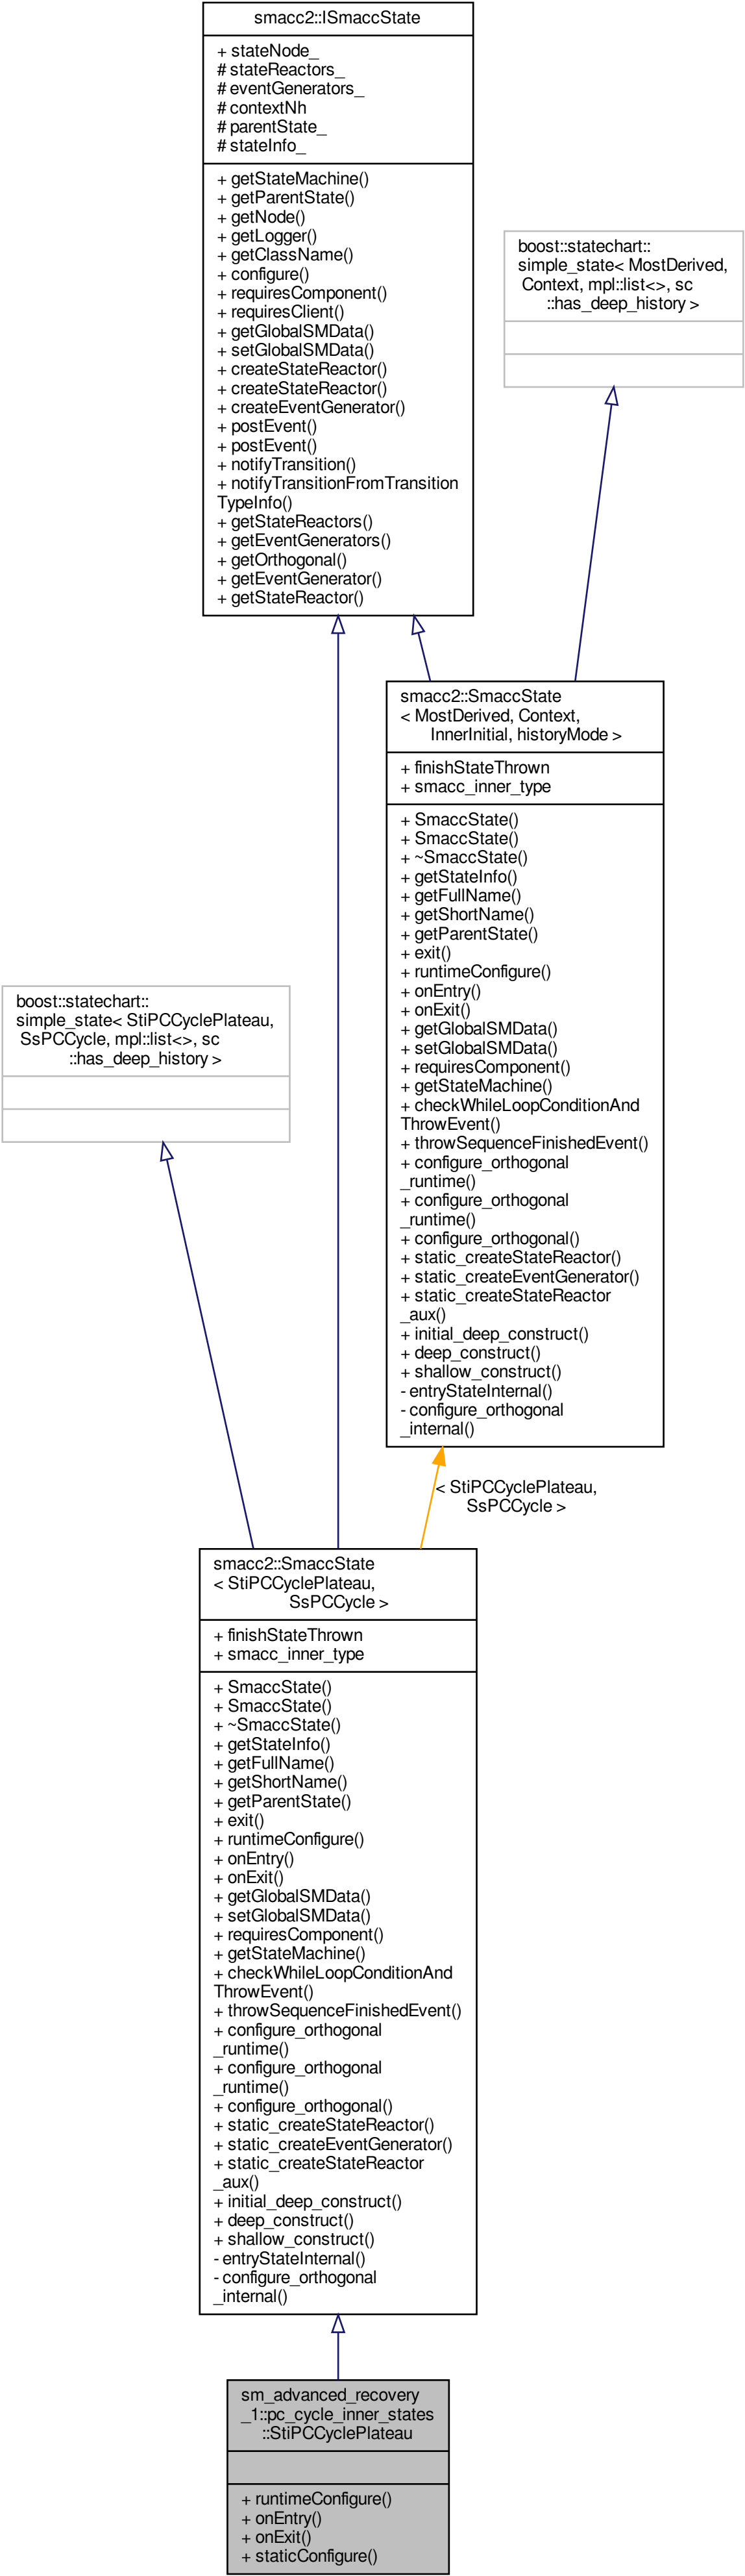 smacc2::ISmaccState
+ stateNode_
# stateReactors_
# eventGenerators_
# contextNh
# parentState_
# stateInfo_
+ getStateMachine()
+ getParentState()
+ getNode()
+ getLogger()
+ getClassName()
+ configure()
+ requiresComponent()
+ requiresClient()
+ getGlobalSMData()
+ setGlobalSMData()
+ createStateReactor()
+ createStateReactor()
+ createEventGenerator()
+ postEvent()
+ postEvent()
+ notifyTransition()
+ notifyTransitionFromTransition
TypeInfo()
+ getStateReactors()
+ getEventGenerators()
+ getOrthogonal()
+ getEventGenerator()
+ getStateReactor()
boost::statechart::
simple_state< MostDerived,
Context, mpl::list<>, sc
::has_deep_history >
smacc2::SmaccState
< MostDerived, Context,
InnerInitial, historyMode >
+ finishStateThrown
+ smacc_inner_type
+ SmaccState()
+ SmaccState()
+ ~SmaccState()
+ getStateInfo()
+ getFullName()
+ getShortName()
+ getParentState()
+ exit()
+ runtimeConfigure()
+ onEntry()
+ onExit()
+ getGlobalSMData()
+ setGlobalSMData()
+ requiresComponent()
+ getStateMachine()
+ checkWhileLoopConditionAnd
ThrowEvent()
+ throwSequenceFinishedEvent()
+ configure_orthogonal
_runtime()
+ configure_orthogonal
_runtime()
+ configure_orthogonal()
+ static_createStateReactor()
+ static_createEventGenerator()
+ static_createStateReactor
_aux()
+ initial_deep_construct()
+ deep_construct()
+ shallow_construct()
- entryStateInternal()
- configure_orthogonal
_internal()
boost::statechart::
simple_state< StiPCCyclePlateau,
SsPCCycle, mpl::list<>, sc
::has_deep_history >
< StiPCCyclePlateau,
SsPCCycle >
smacc2::SmaccState
< StiPCCyclePlateau,
SsPCCycle >
+ finishStateThrown
+ smacc_inner_type
+ SmaccState()
+ SmaccState()
+ ~SmaccState()
+ getStateInfo()
+ getFullName()
+ getShortName()
+ getParentState()
+ exit()
+ runtimeConfigure()
+ onEntry()
+ onExit()
+ getGlobalSMData()
+ setGlobalSMData()
+ requiresComponent()
+ getStateMachine()
+ checkWhileLoopConditionAnd
ThrowEvent()
+ throwSequenceFinishedEvent()
+ configure_orthogonal
_runtime()
+ configure_orthogonal
_runtime()
+ configure_orthogonal()
+ static_createStateReactor()
+ static_createEventGenerator()
+ static_createStateReactor
_aux()
+ initial_deep_construct()
+ deep_construct()
+ shallow_construct()
- entryStateInternal()
- configure_orthogonal
_internal()
sm_advanced_recovery
_1::pc_cycle_inner_states
::StiPCCyclePlateau
+ runtimeConfigure()
+ onEntry()
+ onExit()
+ staticConfigure()